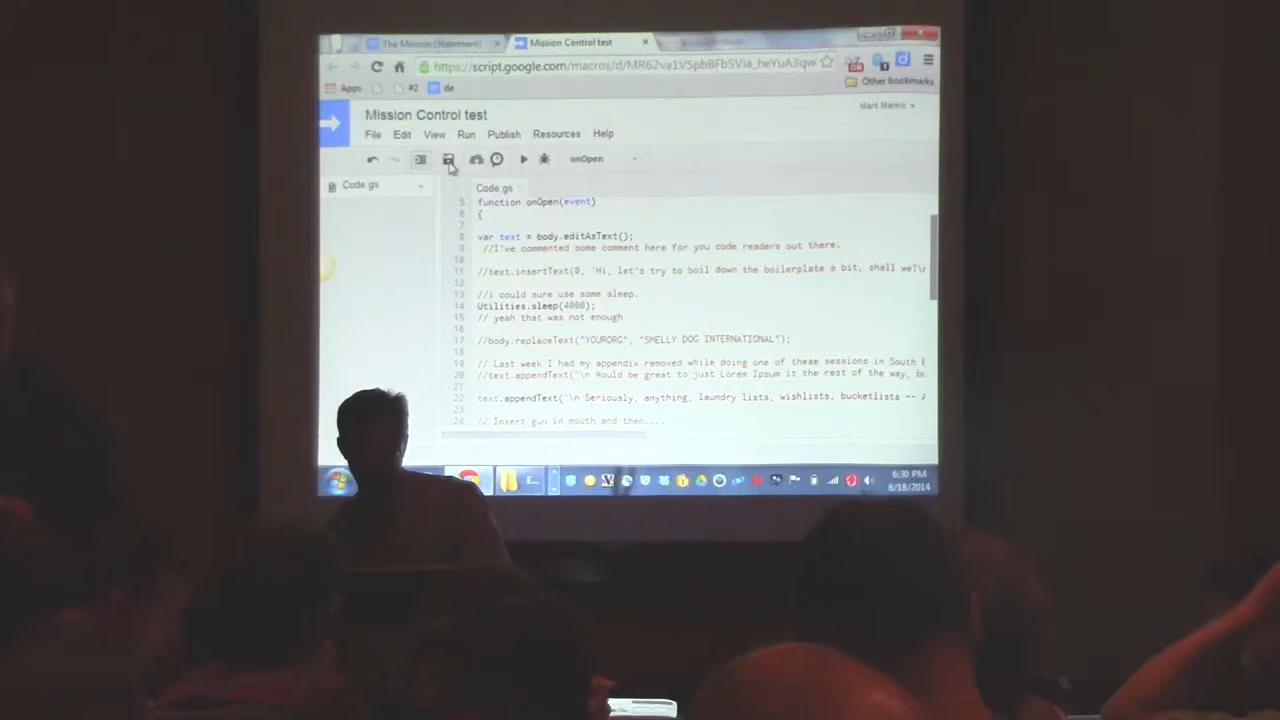 The Mission (Statement)
Mission Control test
https://script.google.com/macros/d/MR62va1V5pbBFbSVia_heYuA3qw
Apps #2 de Other bookmarks
Mission Control test
Mark Marino
File Edit View Run Publish Resources Help
onOpen
Code.gs
Code.gs
5 function onOpen(event)
6 {
7
8 var text = body.editAsText();
9 //I've commented some comment here for you code readers out there.
10
11 //text.insertText(0, 'Hi, let's try to boil down the boilerplate a bit, shall we?\
12
13 //i could sure use some sleep.
14 Utilities.sleep(4000);
15 // yeah that was not enough
16
17 //body.replaceText("YOURORG", "SMELLY DOG INTERNATIONAL");
18
19 // Last week I had my appendix removed while doing one of these sessions in South
20 //text.appendText('\n Would be great to just Lorem Ipsum it the rest of the way, bu
21
22 text.appendText('\n Seriously, anything, laundry lists, wishlists, bucketlists --
23
24 // Insert gun in mouth and then....
E...
6:30 PM
6/18/2014